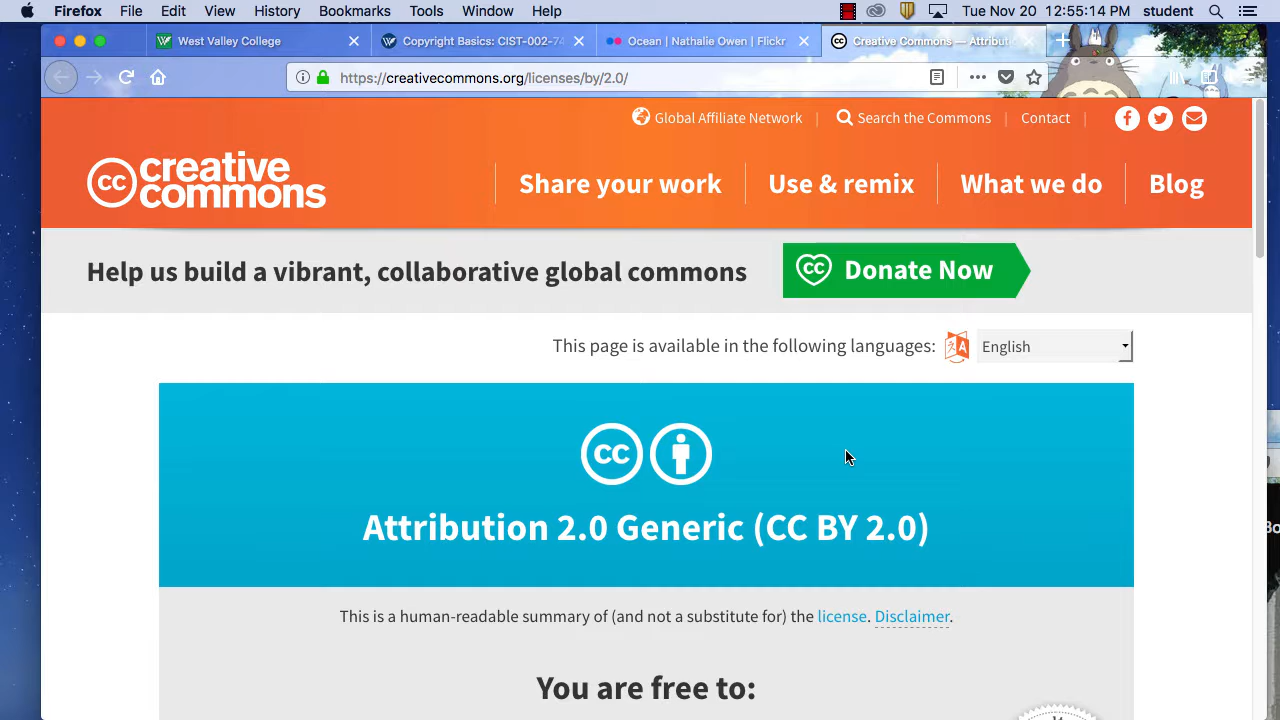 Firefox File Edit View History Bookmarks Tools Window Help Tue Nov 20 12:55:14 PM student
West Valley College Copyright Basics: CIST-002-74 Ocean | Nathalie Owen | Flickr Creative Commons — Attribut
https://creativecommons.org/licenses/by/2.0/
Global Affiliate Network | Search the Commons | Contact |
cc creative commons
Share your work Use & remix What we do Blog
Help us build a vibrant, collaborative global commons
cc Donate Now
This page is available in the following languages: English
cc
Attribution 2.0 Generic (CC BY 2.0)
This is a human-readable summary of (and not a substitute for) the license. Disclaimer.
You are free to: